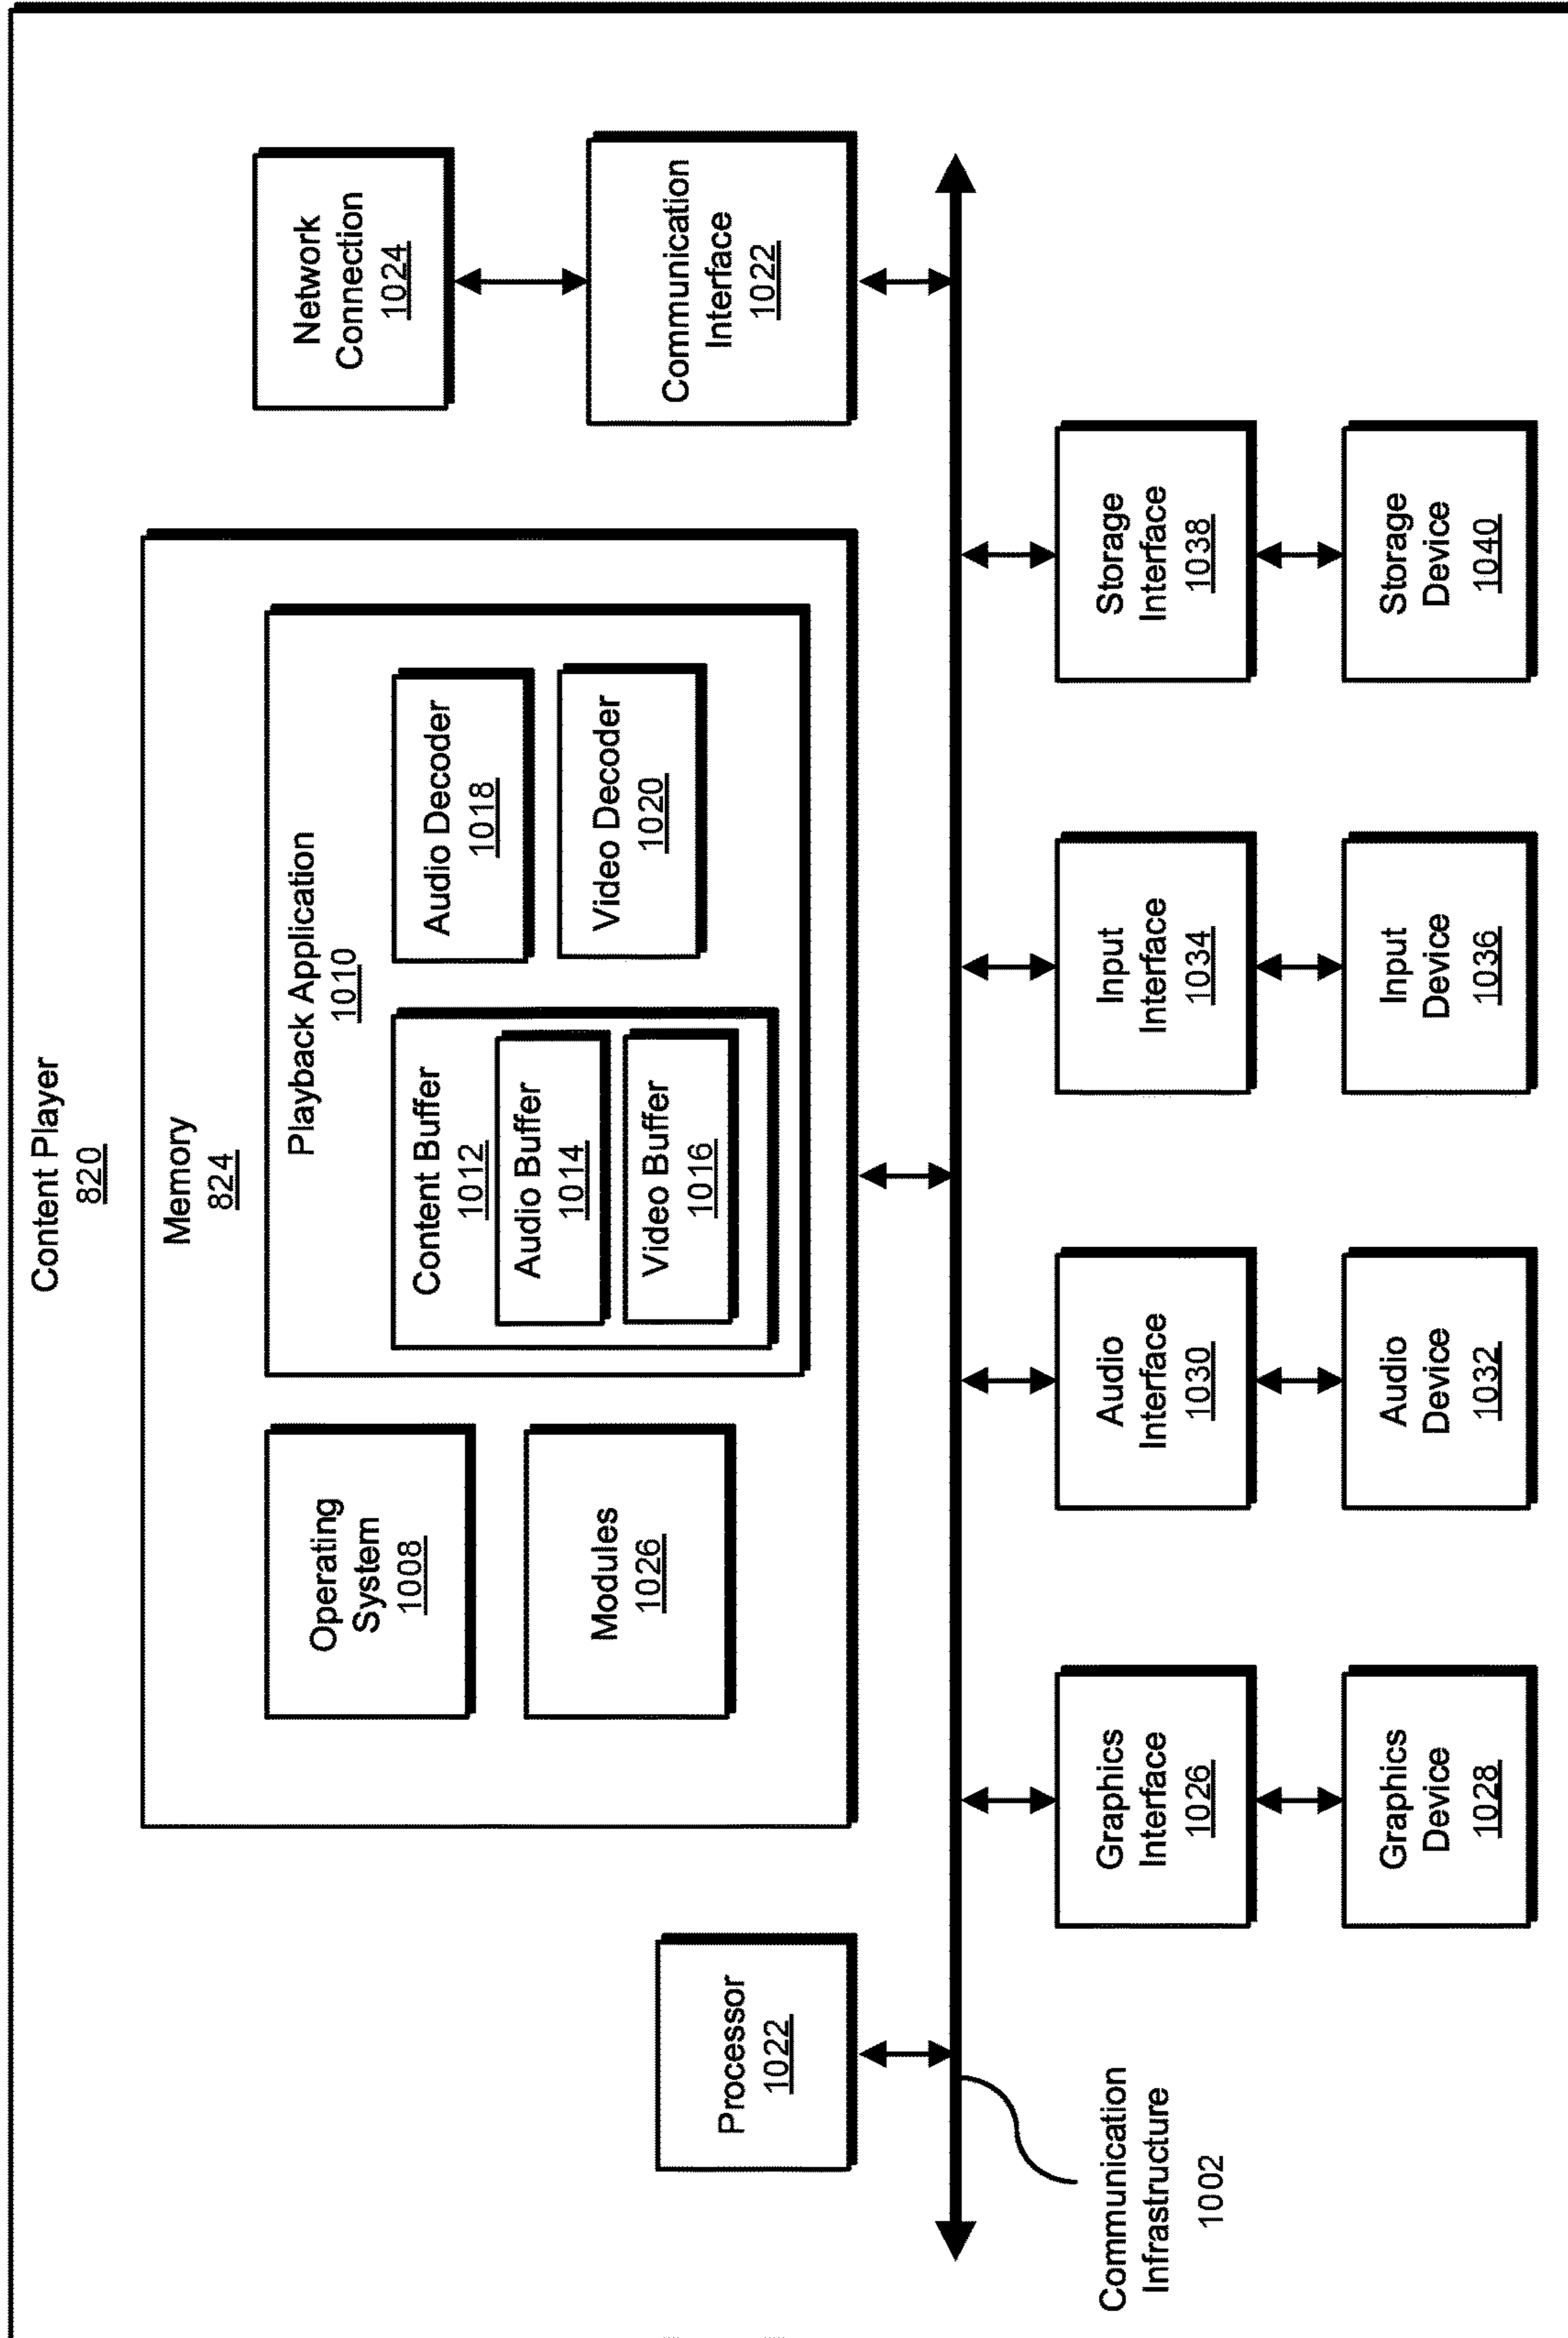 Content Player
820
Memory
824
Operating
System
1008
Modules
1026
Playback Application
1010
Content Buffer
1012
Audio Buffer
1014
Video Buffer
1016
Audio Decoder
1018
Video Decoder
1020
Network
Connection
1024
Communication
Interface
1022
Processor
1022
Communication
Infrastructure
1002
Graphics
Interface
1026
Audio
Interface
1030
Input
Interface
1034
Storage
Interface
1038
Graphics
Device
1028
Audio
Device
1032
Input
Device
1036
Storage
Device
1040